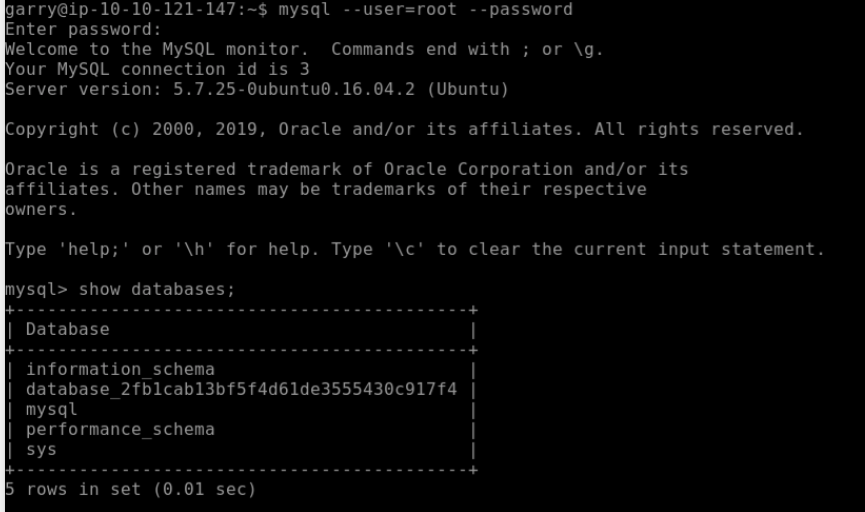 garry@ip-10-10-121-147:~$ mysql --user=root --password
Enter password:
Welcome to the MySQL monitor.  Commands end with ; or \g.
Your MySQL connection id is 3
Server version: 5.7.25-0ubuntu0.16.04.2 (Ubuntu)
Copyright (c) 2000, 2019, Oracle and/or its affiliates. All rights reserved.
Oracle is a registered trademark of Oracle Corporation and/or its
affiliates. Other names may be trademarks of their respective
owners.
Type 'help;' or '\h' for help. Type '\c' to clear the current input statement.
mysql> show databases;
+--------------------------------------------+
| Database                                   |
+--------------------------------------------+
| information_schema                         |
| database_2fb1cab13bf5f4d61de3555430c917f4 |
| mysql                                      |
| performance_schema                         |
| sys                                        |
+--------------------------------------------+
5 rows in set (0.01 sec)